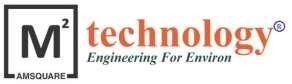 M²
AMSQUARE
technology®
Engineering For Environ